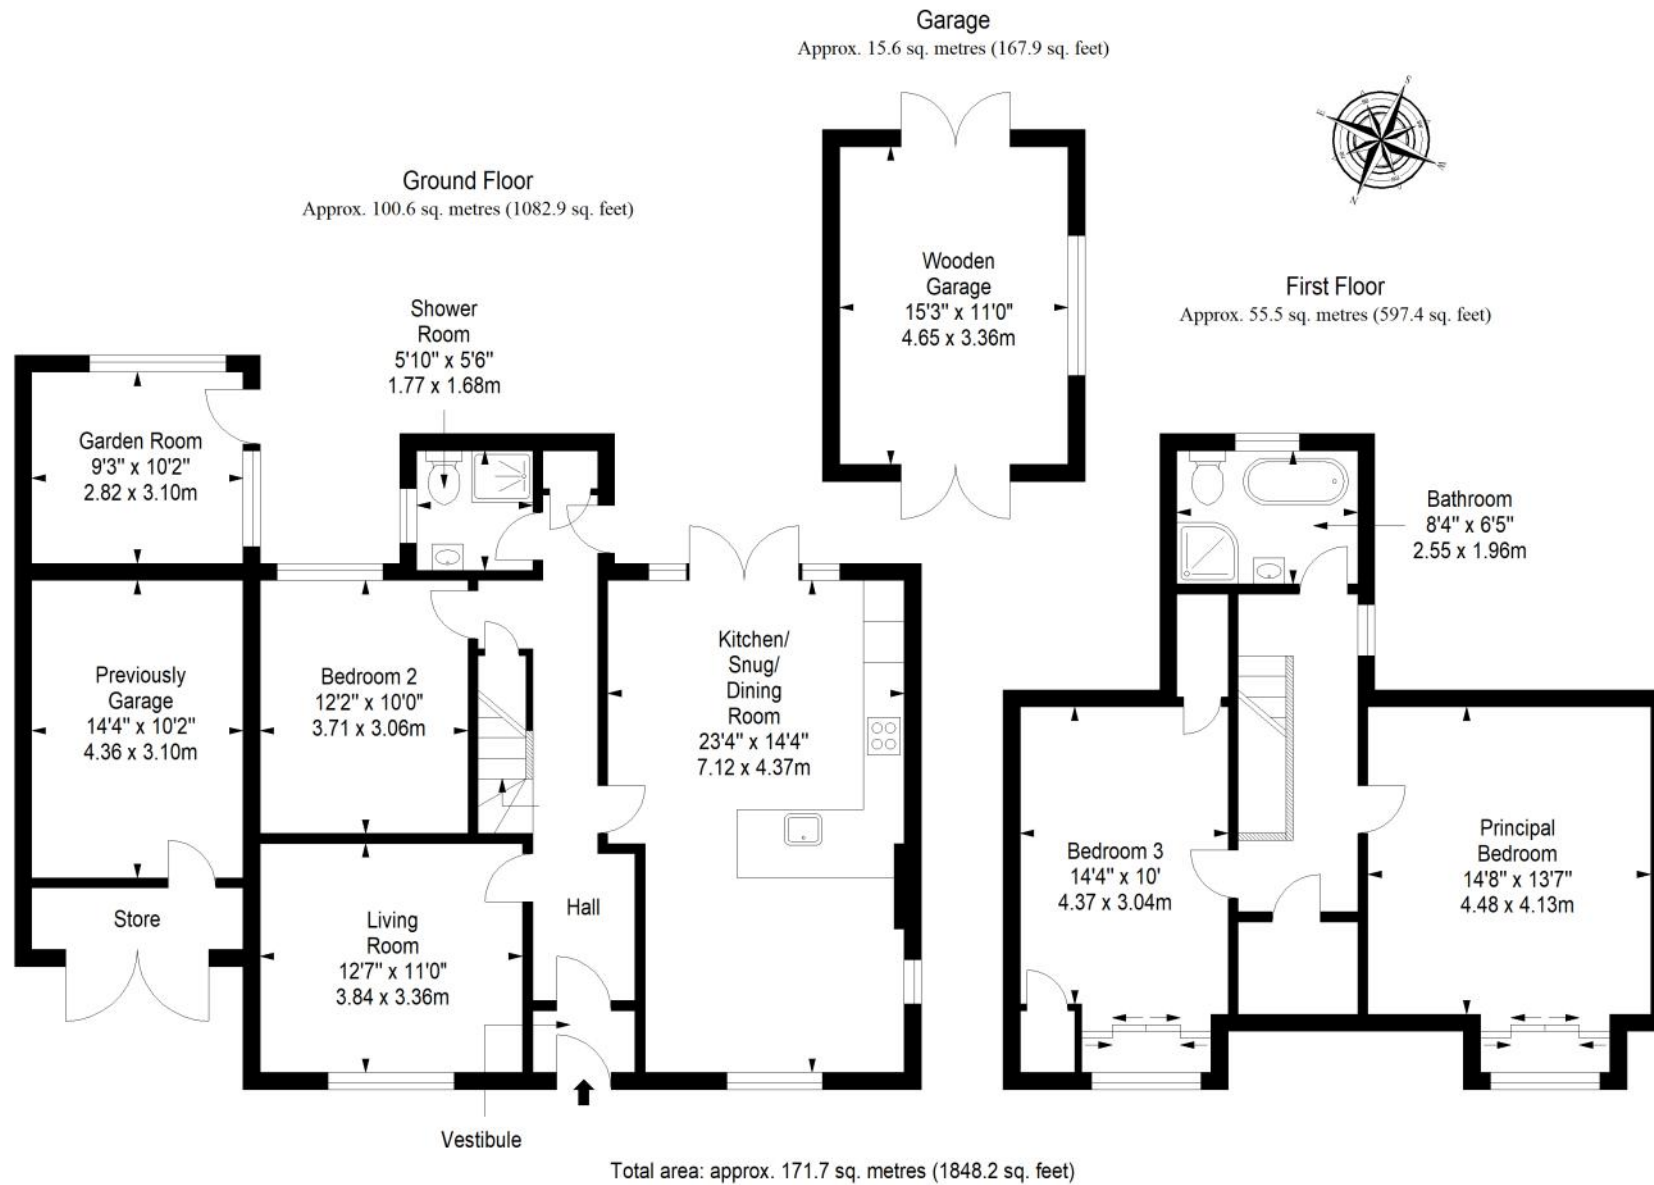 Garage
Approx. 15.6 sq. metres (167.9 sq. feet)
S
E
W
N
Ground Floor
Approx. 100.6 sq. metres (1082.9 sq. feet)
Wooden
Garage
15'3" x 11'0"
4.65 x 3.36m
First Floor
Approx. 55.5 sq. metres (597.4 sq. feet)
Shower
Room
5'10" x 5'6"
1.77 x 1.68m
Garden Room
9'3" x 10'2"
2.82 x 3.10m
Bathroom
8'4" x 6'5"
2.55 x 1.96m
Previously
Garage
14'4" x 10'2"
4.36 x 3.10m
Bedroom 2
12'2" x 10'0"
3.71 x 3.06m
Kitchen/
Snug/
Dining
Room
23'4" x 14'4"
7.12 x 4.37m
Store
Living
Room
12'7" x 11'0"
3.84 x 3.36m
Hall
Bedroom 3
14'4" x 10'
4.37 x 3.04m
Principal
Bedroom
14'8" x 13'7"
4.48 x 4.13m
Vestibule
Total area: approx. 171.7 sq. metres (1848.2 sq. feet)